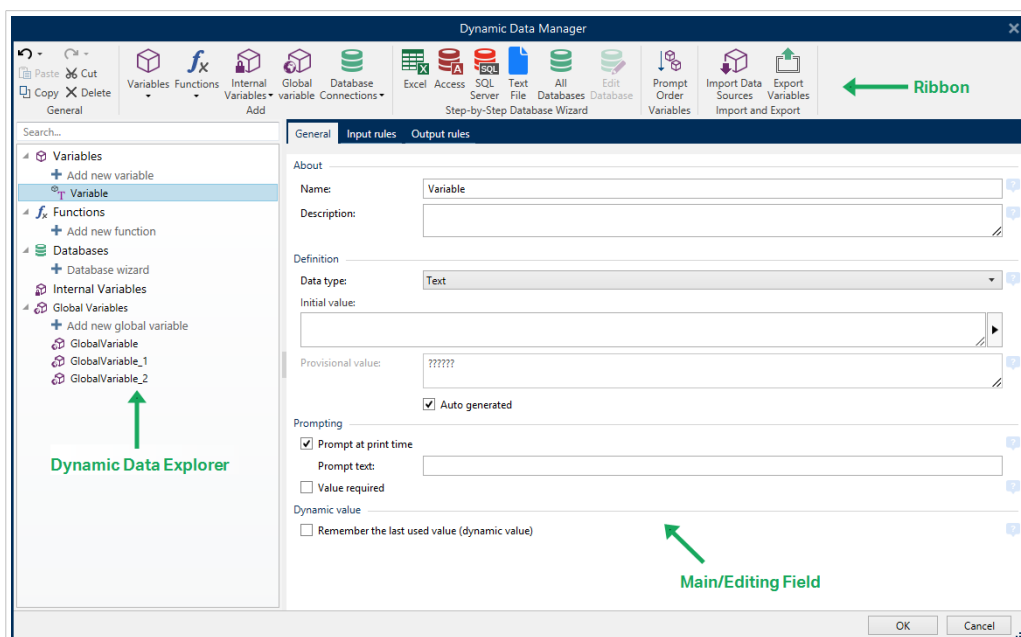 Dynamic Data Manager
Paste Cut
Copy Delete
General
Variables Functions Internal Variables Global variable Database Connections
Add
Excel Access SQL Server Text File All Databases Edit Database
Step-by-Step Database Wizard
Prompt Order
Variables
Import Data Sources Export Variables
Import and Export
Ribbon
Search...
General Input rules Output rules
Variables
Add new variable
Variable
Functions
Add new function
Databases
Database wizard
Internal Variables
Global Variables
Add new global variable
GlobalVariable
GlobalVariable_1
GlobalVariable_2
Dynamic Data Explorer
About
Name: Variable
Description:
Definition
Data type: Text
Initial value:
Provisional value: ??????
Auto generated
Prompting
Prompt at print time
Prompt text:
Value required
Dynamic value
Remember the last used value (dynamic value)
Main/Editing Field
OK Cancel